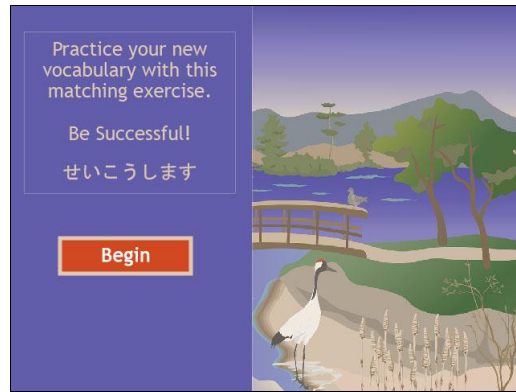 Practice your new
vocabulary with this
matching exercise.
Be Successful!
せいこうします
Begin